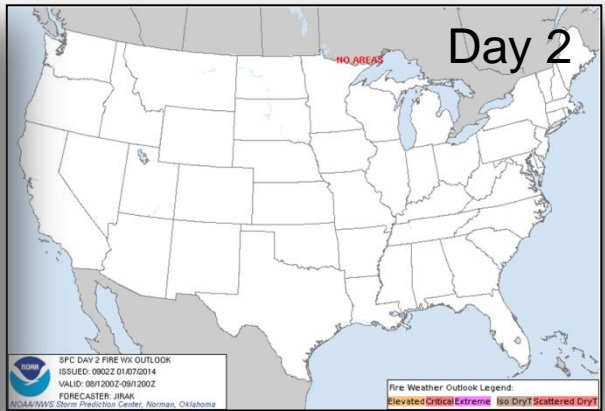 Day 2
NO AREAS
NOAA
SPC DAY 2 FIRE WX OUTLOOK
ISSUED: 0902Z 01/07/2014
VALID: 08/1200Z-09/1200Z
FORECASTER: JIRAK
NOAA/NWS Storm Prediction Center, Norman, Oklahoma
Fire Weather Outlook Legend:
Elevated Critical Extreme Iso DryT Scattered DryT